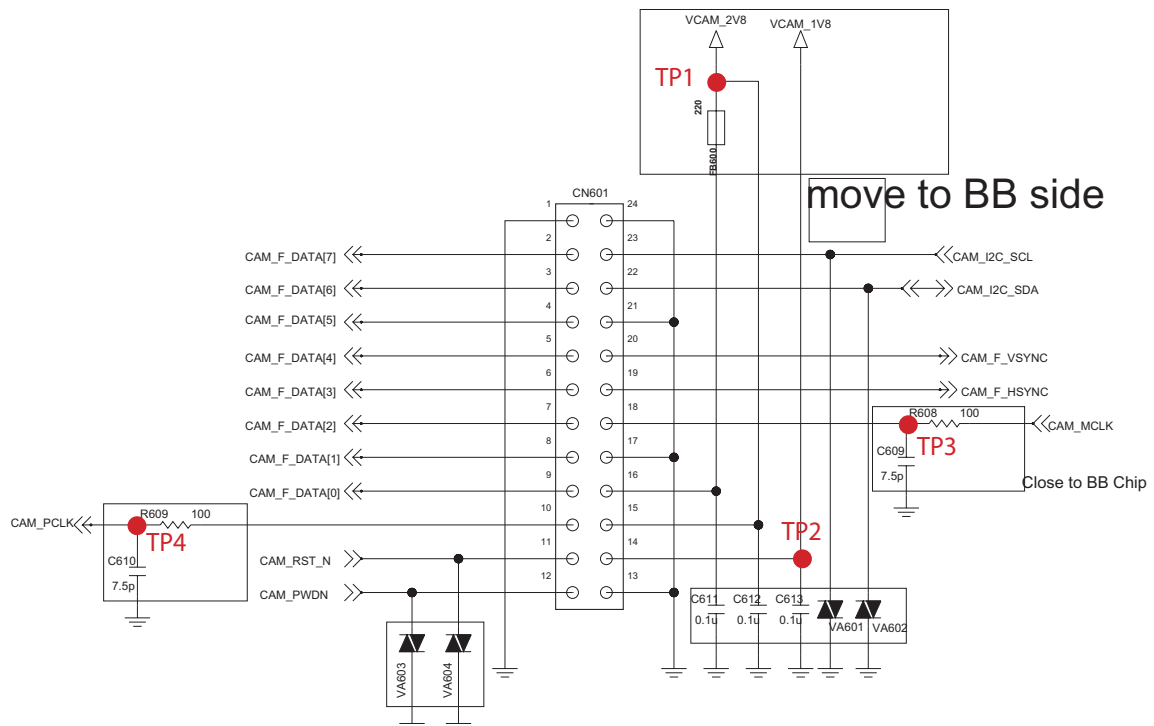 VCAM_2V8
VCAM_1V8
TP1
220
FB600
move to BB side
CN601
1
24
2
23
CAM_F_DATA[7]
CAM_I2C_SCL
3
22
CAM_F_DATA[6]
CAM_I2C_SDA
4
21
CAM_F_DATA[5]
5
20
CAM_F_DATA[4]
CAM_F_VSYNC
6
19
CAM_F_DATA[3]
CAM_F_HSYNC
7
18
R608
100
CAM_F_DATA[2]
CAM_MCLK
TP3
8
17
C609
CAM_F_DATA[1]
7.5p
Close to BB Chip
9
16
CAM_F_DATA[0]
10
15
R609
100
CAM_PCLK
TP4
TP2
11
14
CAM_RST_N
C610
7.5p
12
13
CAM_PWDN
C611
C612
C613
0.1u
0.1u
0.1u
VA601
VA602
VA603
VA604